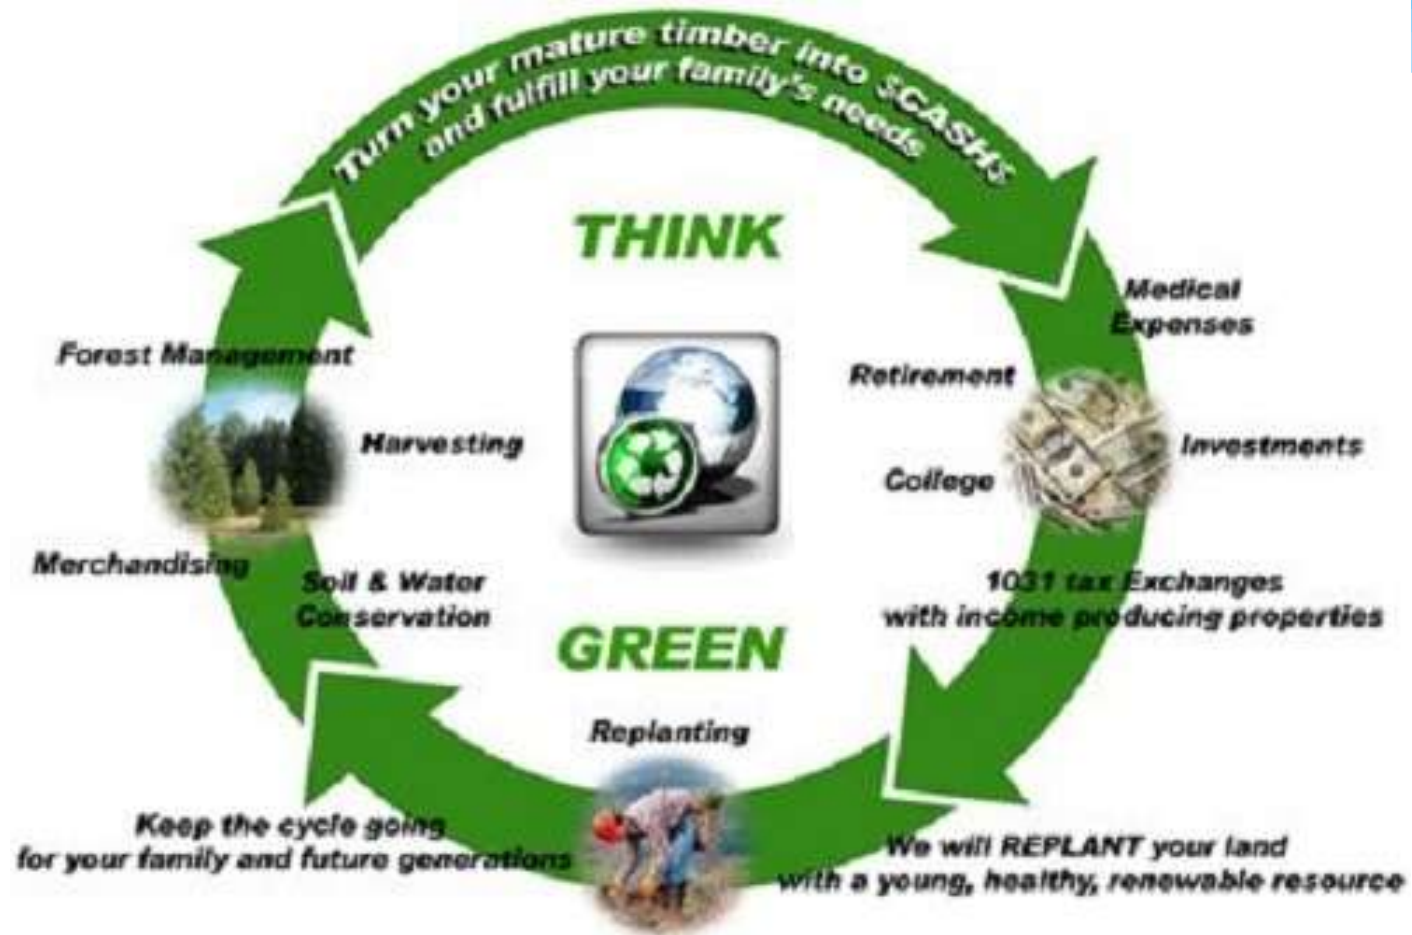 Turn your mature timber into $CASH$
and fulfill your family's needs
THINK
Medical
Expenses
Forest Management
Retirement
Harvesting
Investments
College
Merchandising
Soil & Water
Conservation
1031 tax Exchanges
with income producing properties
GREEN
Replanting
Keep the cycle going
for your family and future generations
We will REPLANT your land
with a young, healthy, renewable resource